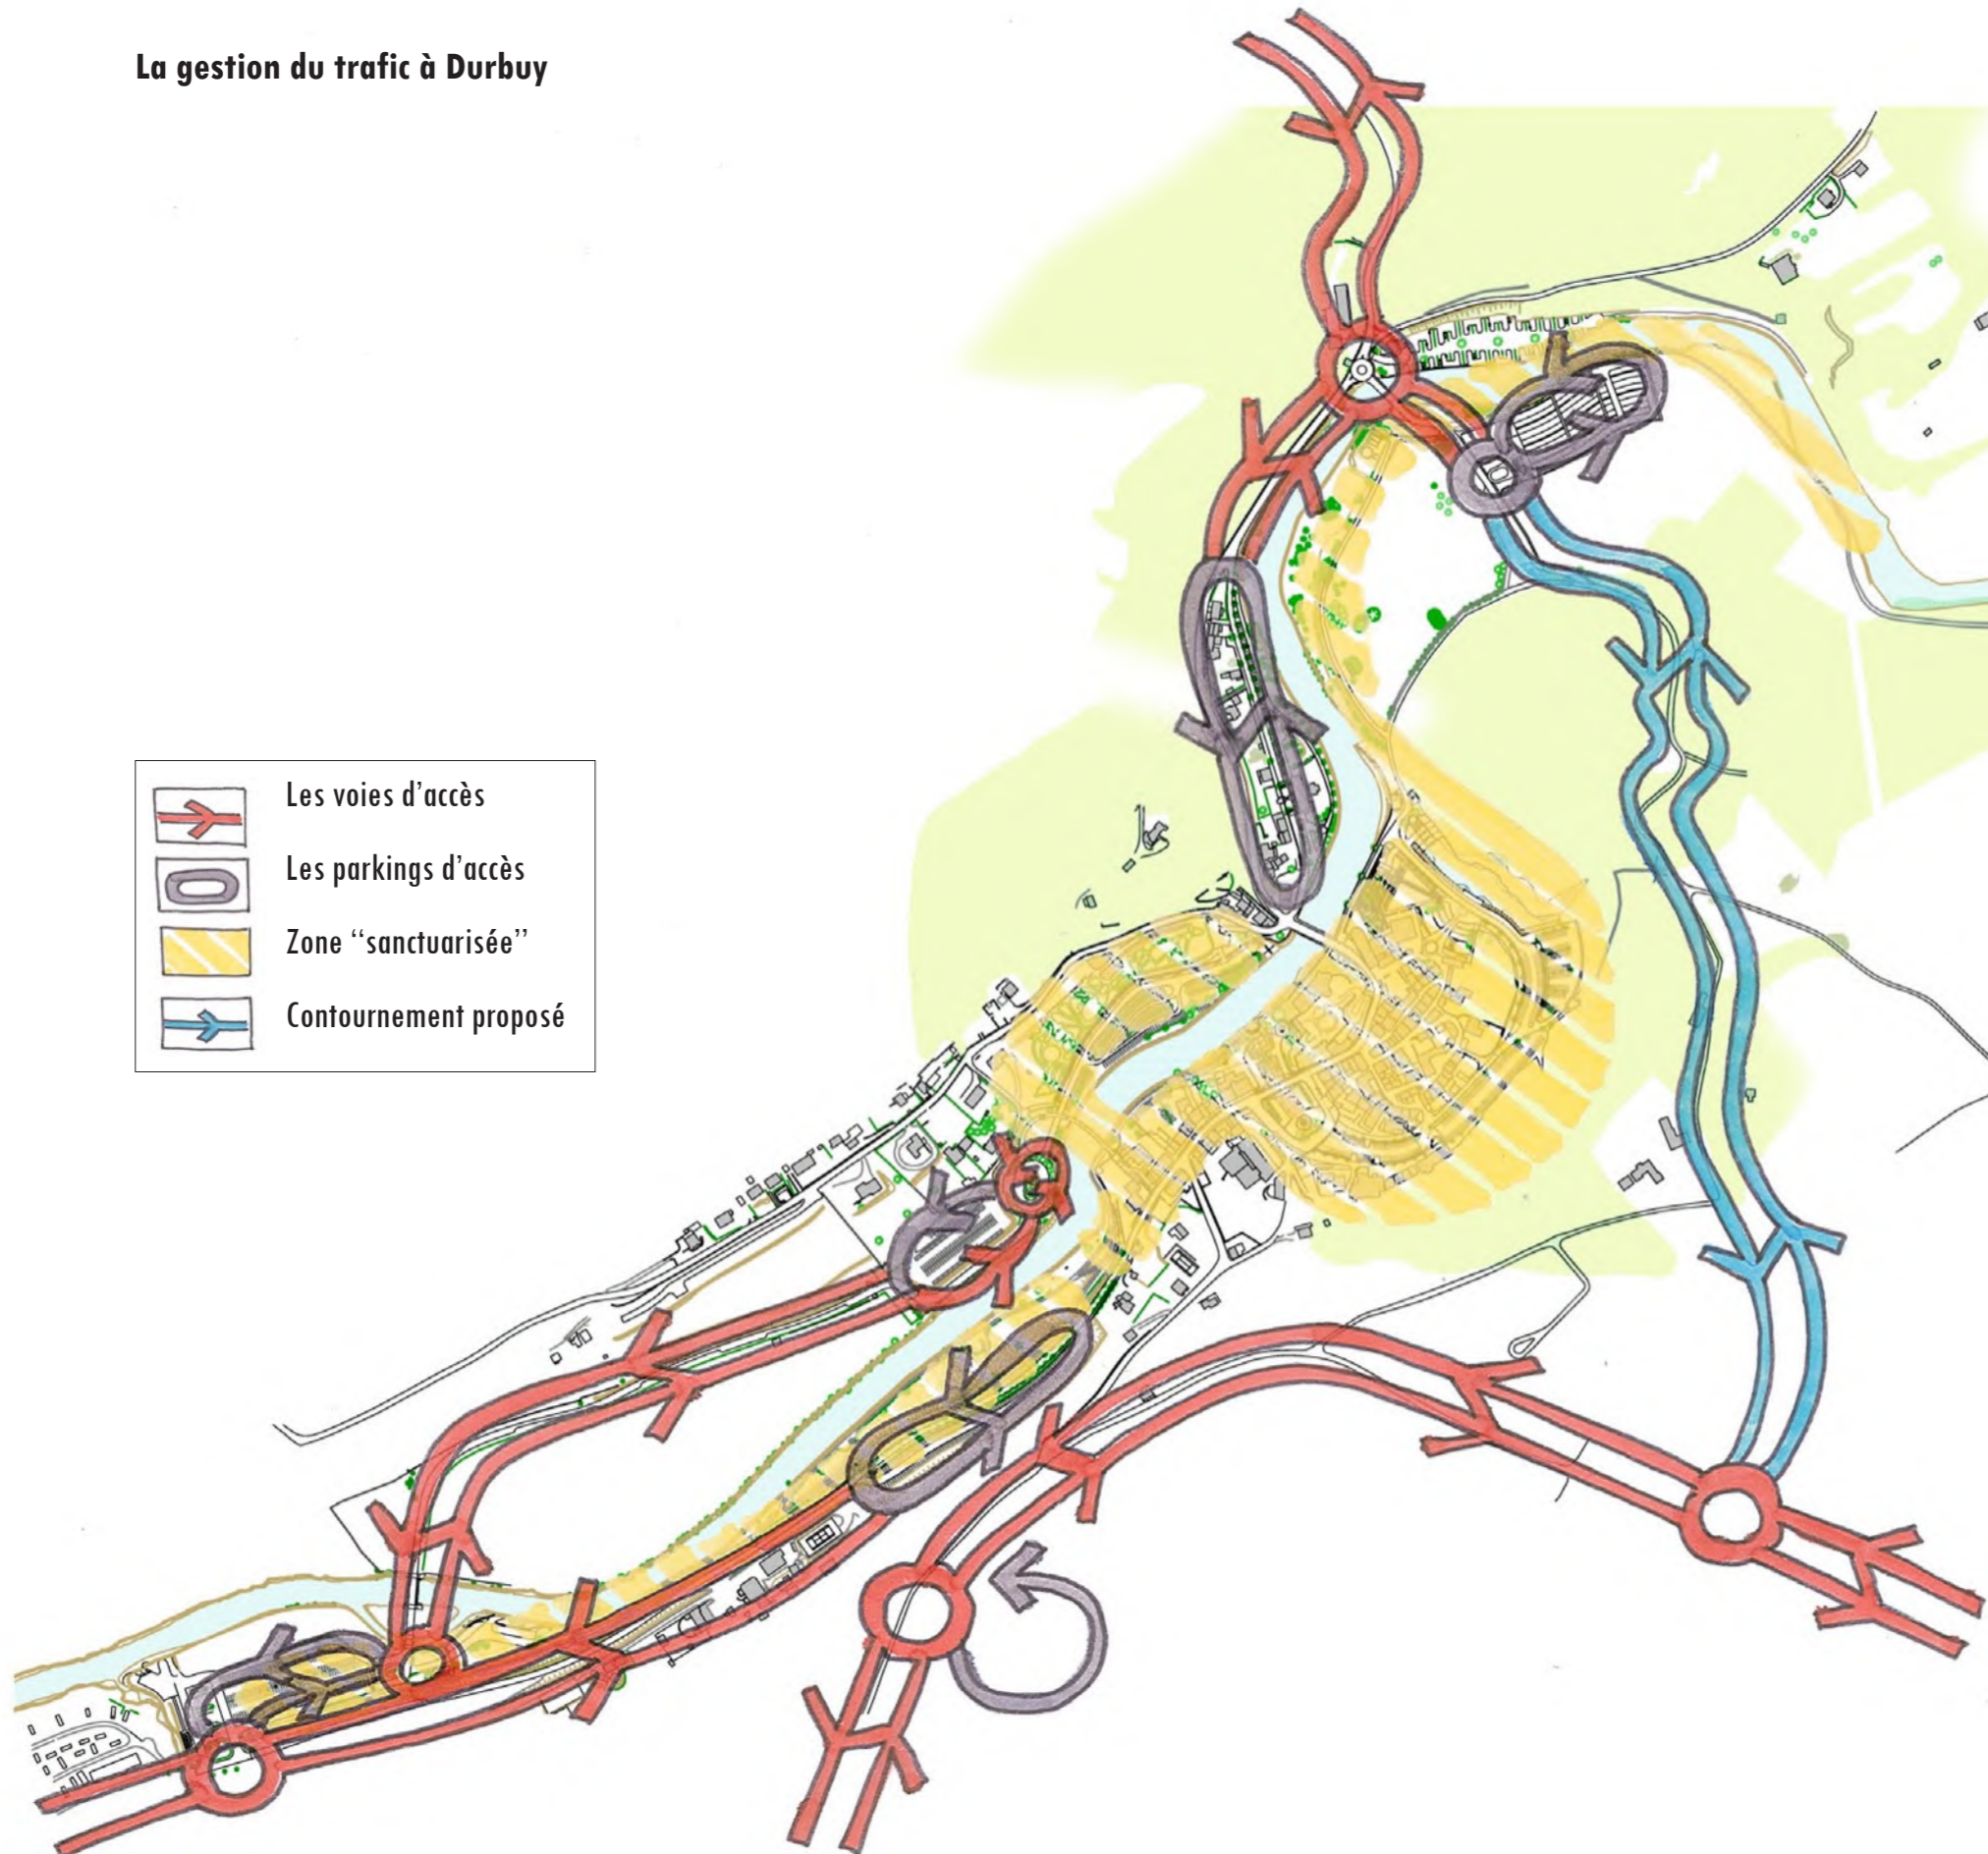 La gestion du trafic à Durbuy
Les voies d’accès
Les parkings d’accès
Zone “sanctuarisée”
Contournement proposé